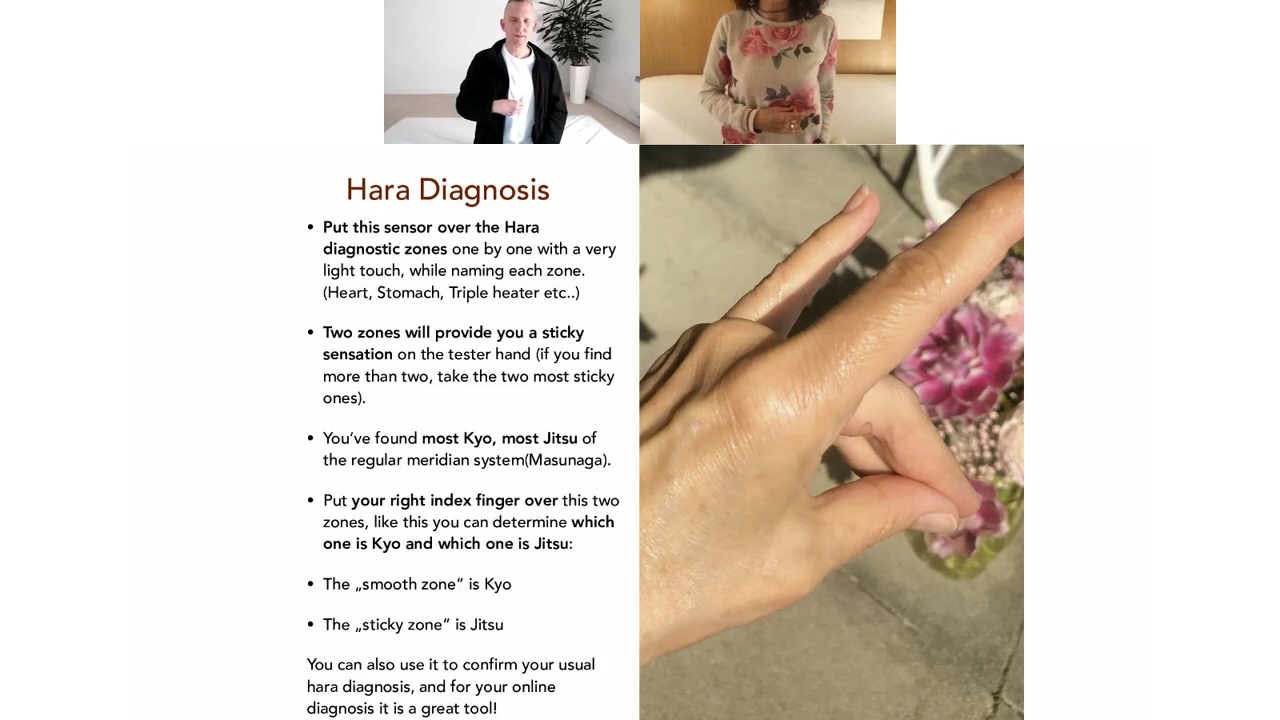 Hara Diagnosis
• Put this sensor over the Hara
diagnostic zones one by one with a very
light touch, while naming each zone.
(Heart, Stomach, Triple heater etc..)
• Two zones will provide you a sticky
sensation on the tester hand (if you find
more than two, take the two most sticky
ones).
• You’ve found most Kyo, most Jitsu of
the regular meridian system(Masunaga).
• Put your right index finger over this two
zones, like this you can determine which
one is Kyo and which one is Jitsu:
• The „smooth zone“ is Kyo
• The „sticky zone“ is Jitsu
You can also use it to confirm your usual
hara diagnosis, and for your online
diagnosis it is a great tool!